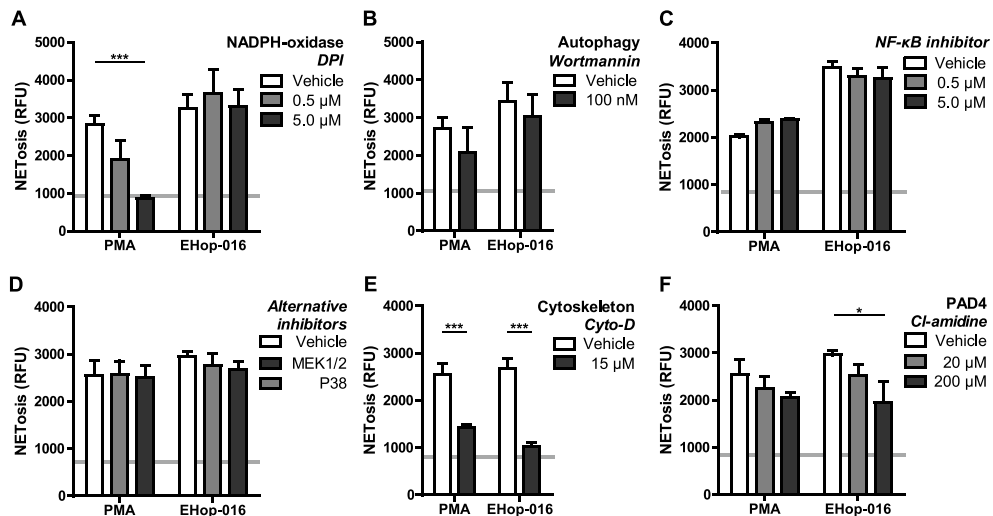 A
NADPH-oxidase
DPI
Vehicle
0.5 µM
5.0 µM
***
NETosis (RFU)
5000
4000
3000
2000
1000
0
PMA
EHop-016
B
Autophagy
Wortmannin
Vehicle
100 nM
NETosis (RFU)
5000
4000
3000
2000
1000
0
PMA
EHop-016
C
NF-κB inhibitor
Vehicle
0.5 µM
5.0 µM
NETosis (RFU)
4000
3000
2000
1000
0
PMA
EHop-016
D
Alternative
inhibitors
Vehicle
MEK1/2
P38
NETosis (RFU)
4000
3000
2000
1000
0
PMA
EHop-016
E
Cytoskeleton
Cyto-D
Vehicle
15 µM
***
***
NETosis (RFU)
4000
3000
2000
1000
0
PMA
EHop-016
F
PAD4
Cl-amidine
Vehicle
20 µM
200 µM
*
NETosis (RFU)
4000
3000
2000
1000
0
PMA
EHop-016